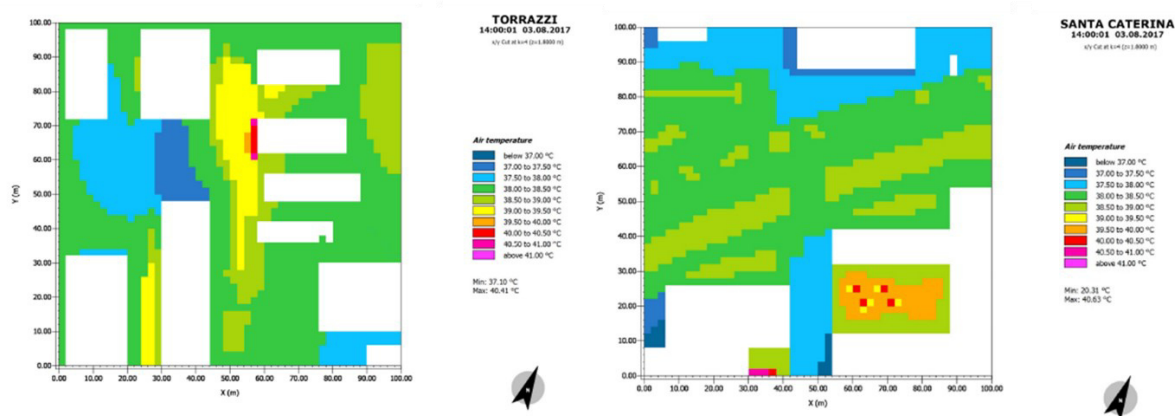 TORRAZZI
14:00:01 03.08.2017
x/y Cut at k=4 (z=1.8000 m)
100.00
90.00
80.00
70.00
60.00
50.00
40.00
30.00
20.00
10.00
0.00
Y (m)
0.00 10.00 20.00 30.00 40.00 50.00 60.00 70.00 80.00 90.00 100.00
X (m)
Air temperature
below 37.00 °C
37.00 to 37.50 °C
37.50 to 38.00 °C
38.00 to 38.50 °C
38.50 to 39.00 °C
39.00 to 39.50 °C
39.50 to 40.00 °C
40.00 to 40.50 °C
40.50 to 41.00 °C
above 41.00 °C
Min: 37.10 °C
Max: 40.41 °C
N
SANTA CATERINA
14:00:01 03.08.2017
x/y Cut at k=4 (z=1.8000 m)
100.00
90.00
80.00
70.00
60.00
50.00
40.00
30.00
20.00
10.00
0.00
Y (m)
0.00 10.00 20.00 30.00 40.00 50.00 60.00 70.00 80.00 90.00 100.00
X (m)
Air temperature
below 37.00 °C
37.00 to 37.50 °C
37.50 to 38.00 °C
38.00 to 38.50 °C
38.50 to 39.00 °C
39.00 to 39.50 °C
39.50 to 40.00 °C
40.00 to 40.50 °C
40.50 to 41.00 °C
above 41.00 °C
Min: 20.31 °C
Max: 40.63 °C
N